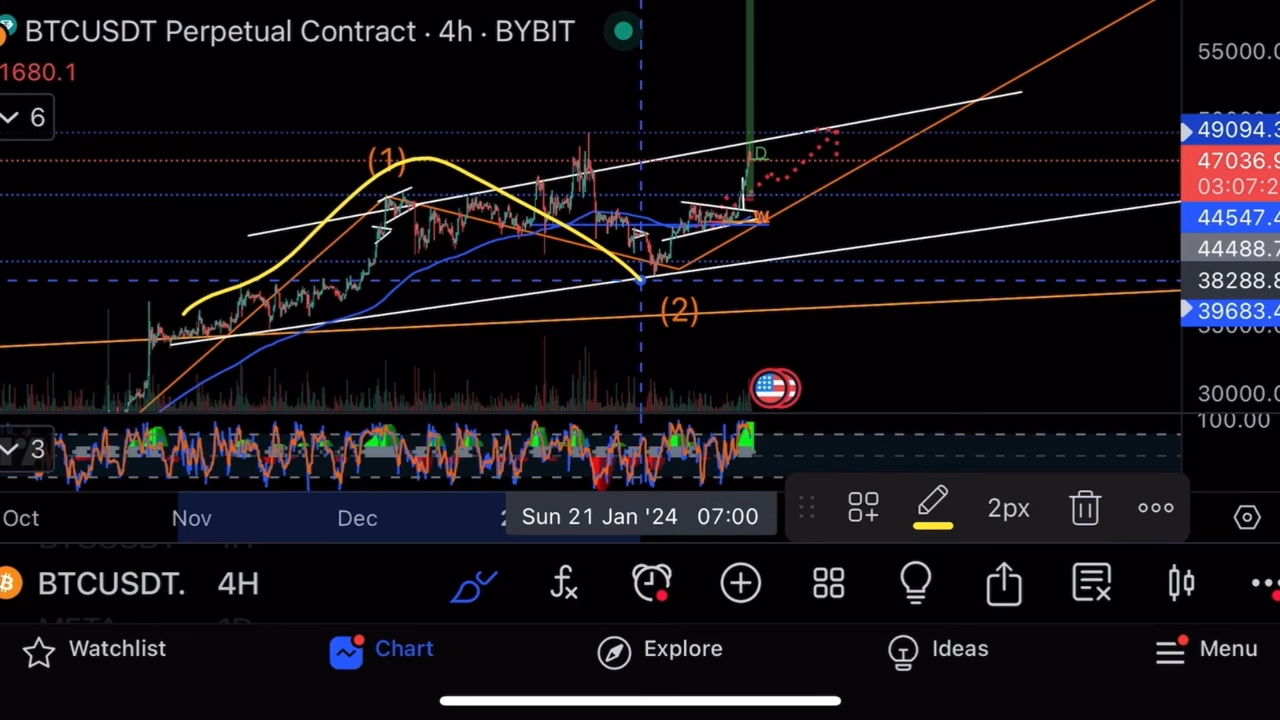 BTCUSDT Perpetual Contract · 4h · BYBIT
1680.1
6
(1)
D
W
(2)
55000.0
49094.3
47036.9
03:07:2
44547.4
44488.7
38288.8
39683.4
30000.0
100.00
3
Oct
Nov
Dec
Sun 21 Jan '24 07:00
2px
BTCUSDT. 4H
Watchlist
Chart
Explore
Ideas
Menu